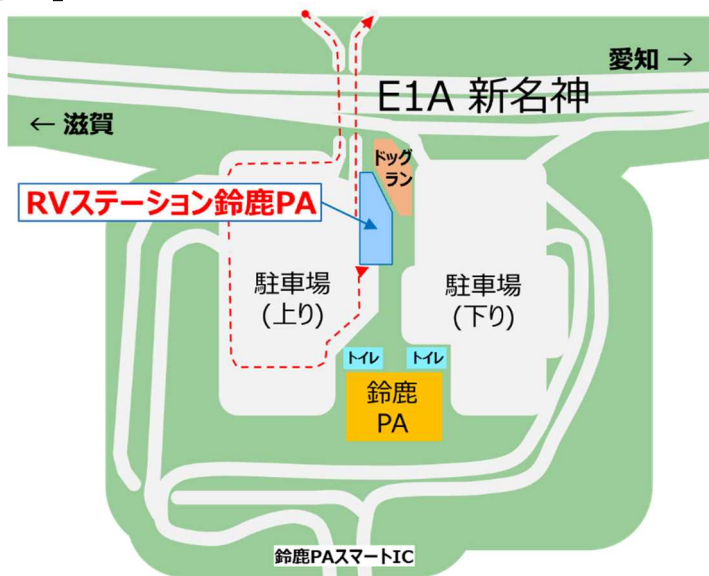 愛知 →
E1A 新名神
← 滋賀
ドッグ
ラン
RVステーション鈴鹿PA
駐車場
(上り)
駐車場
(下り)
トイレ
トイレ
鈴鹿
PA
鈴鹿PAスマートIC